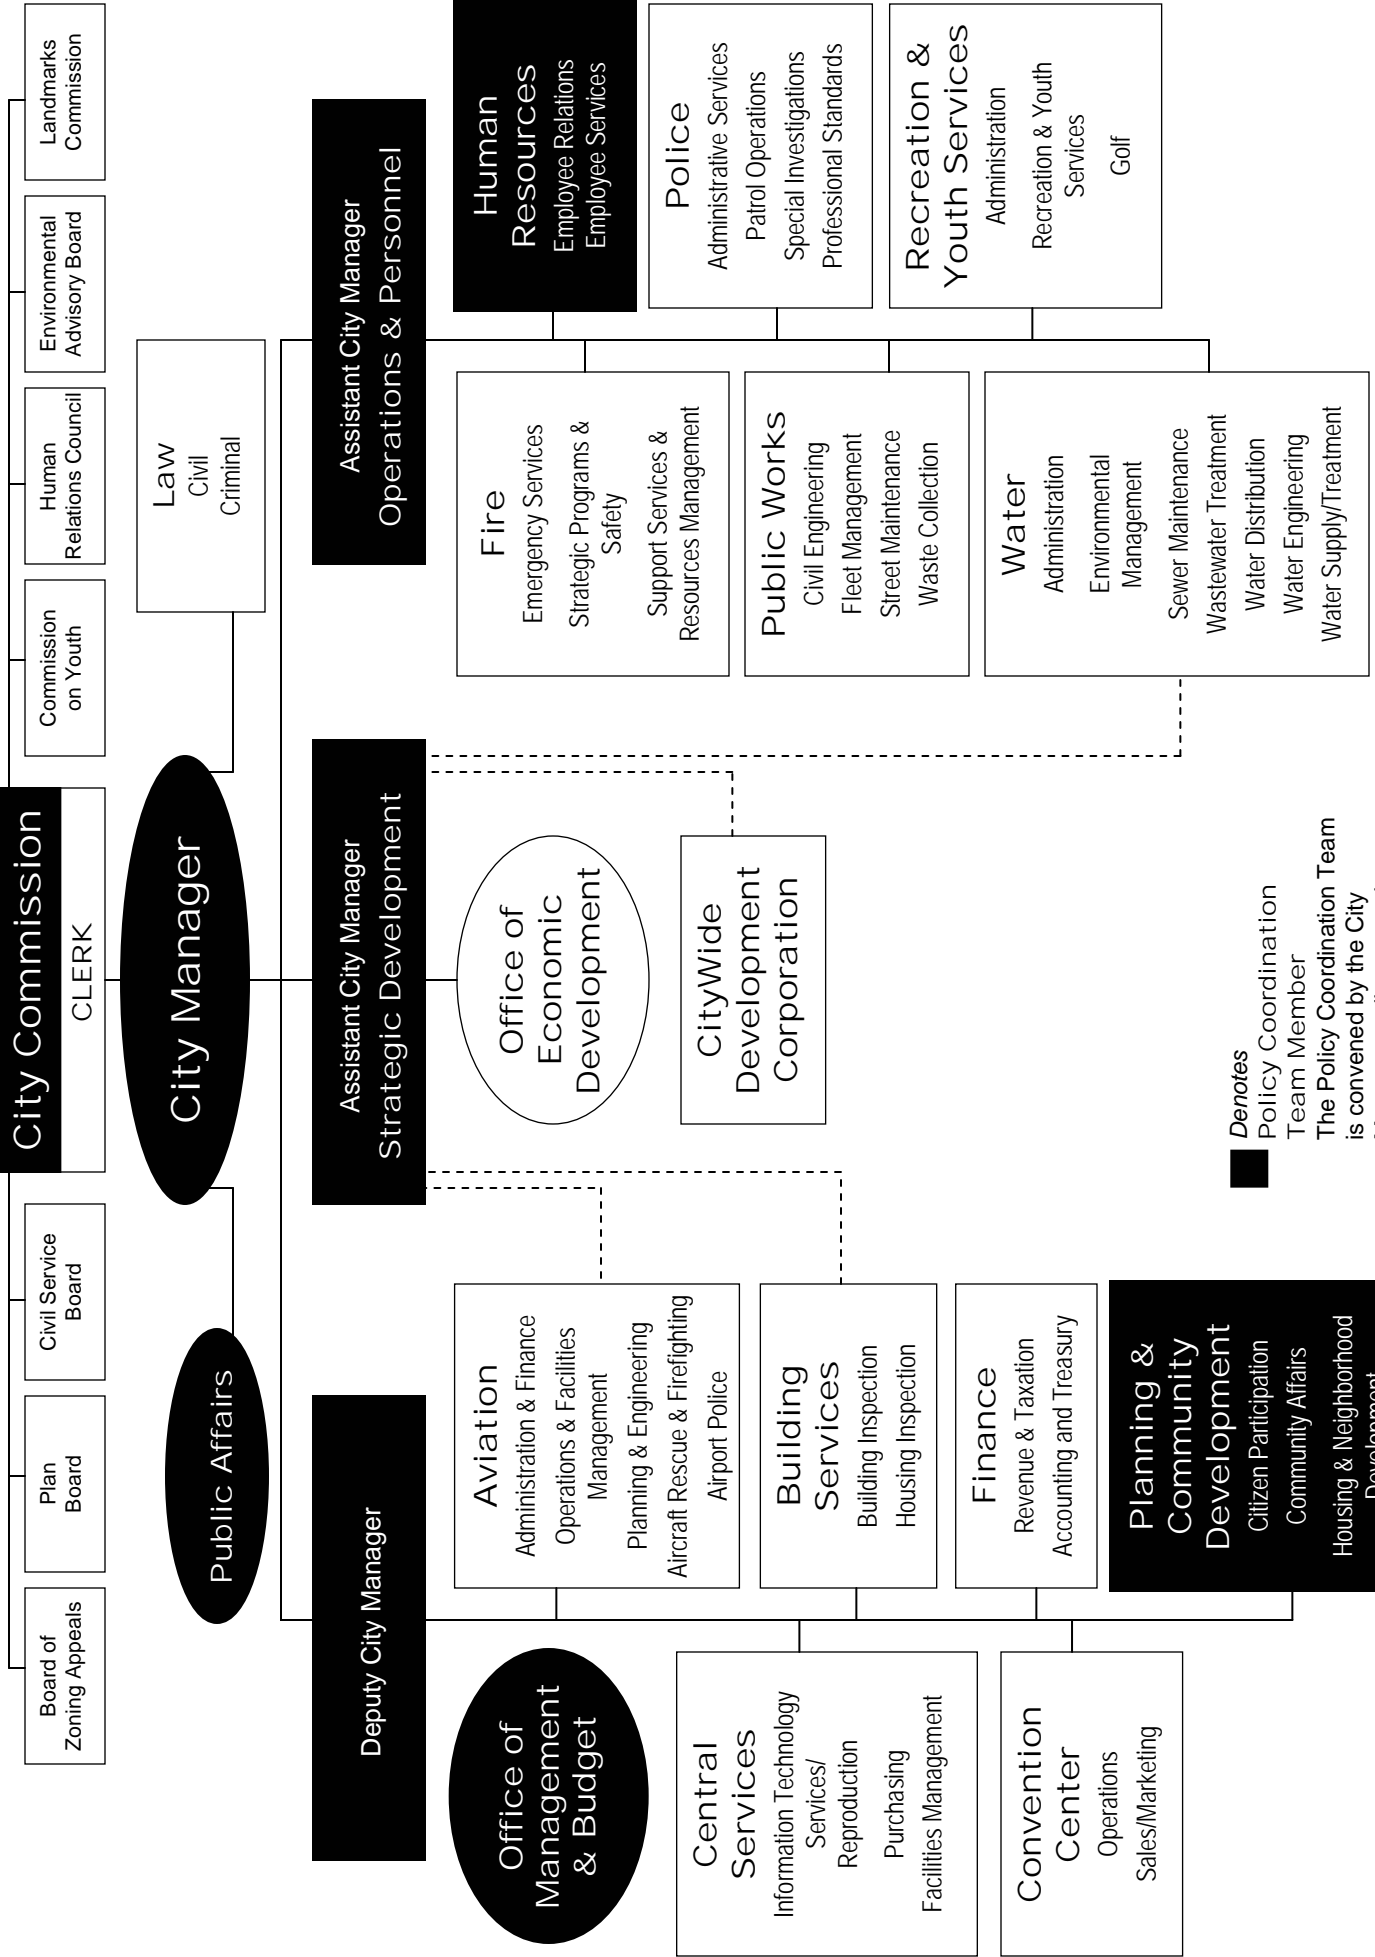 City Commission
CLERK
Board of
Zoning Appeals
Plan
Board
Civil Service
Board
Commission
on Youth
Human
Relations Council
Environmental
Advisory Board
Landmarks
Commission
City Manager
Public Affairs
Law
Civil
Criminal
Deputy City Manager
Assistant City Manager
Strategic Development
Assistant City Manager
Operations & Personnel
Office of
Management
& Budget
Central
Services
Information Technology
Services/
Reproduction
Purchasing
Facilities Management
Convention
Center
Operations
Sales/Marketing
Aviation
Administration & Finance
Operations & Facilities
Management
Planning & Engineering
Aircraft Rescue & Firefighting
Airport Police
Building
Services
Building Inspection
Housing Inspection
Finance
Revenue & Taxation
Accounting and Treasury
Planning &
Community
Development
Citizen Participation
Community Affairs
Housing & Neighborhood
Development
Office of
Economic
Development
CityWide
Development
Corporation
Denotes
Policy Coordination
Team Member
The Policy Coordination Team
is convened by the City
Fire
Emergency Services
Strategic Programs &
Safety
Support Services &
Resources Management
Public Works
Civil Engineering
Fleet Management
Street Maintenance
Waste Collection
Water
Administration
Environmental
Management
Sewer Maintenance
Wastewater Treatment
Water Distribution
Water Engineering
Water Supply/Treatment
Human
Resources
Employee Relations
Employee Services
Police
Administrative Services
Patrol Operations
Special Investigations
Professional Standards
Recreation &
Youth Services
Administration
Recreation & Youth
Services
Golf